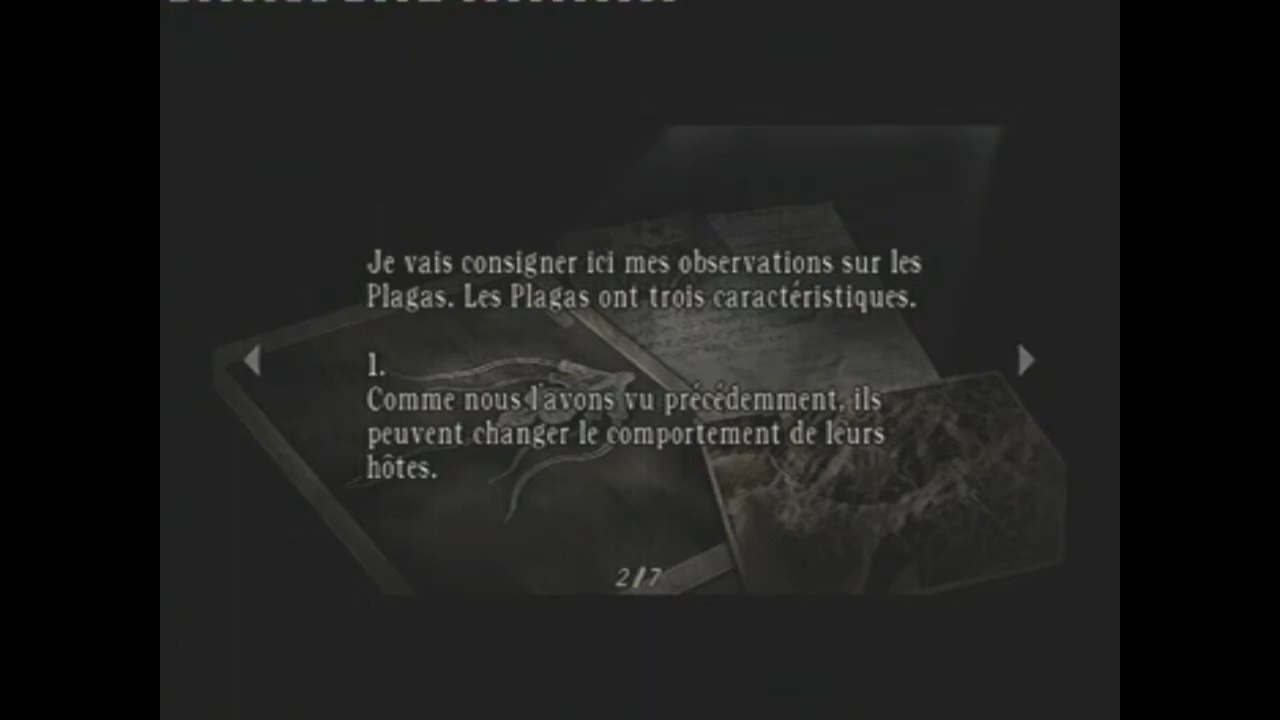 Je vais consigner ici mes observations sur les
Plagas. Les Plagas ont trois caractéristiques.
1.
Comme nous l'avons vu précédemment, ils
peuvent changer le comportement de leurs
hôtes.
2/7